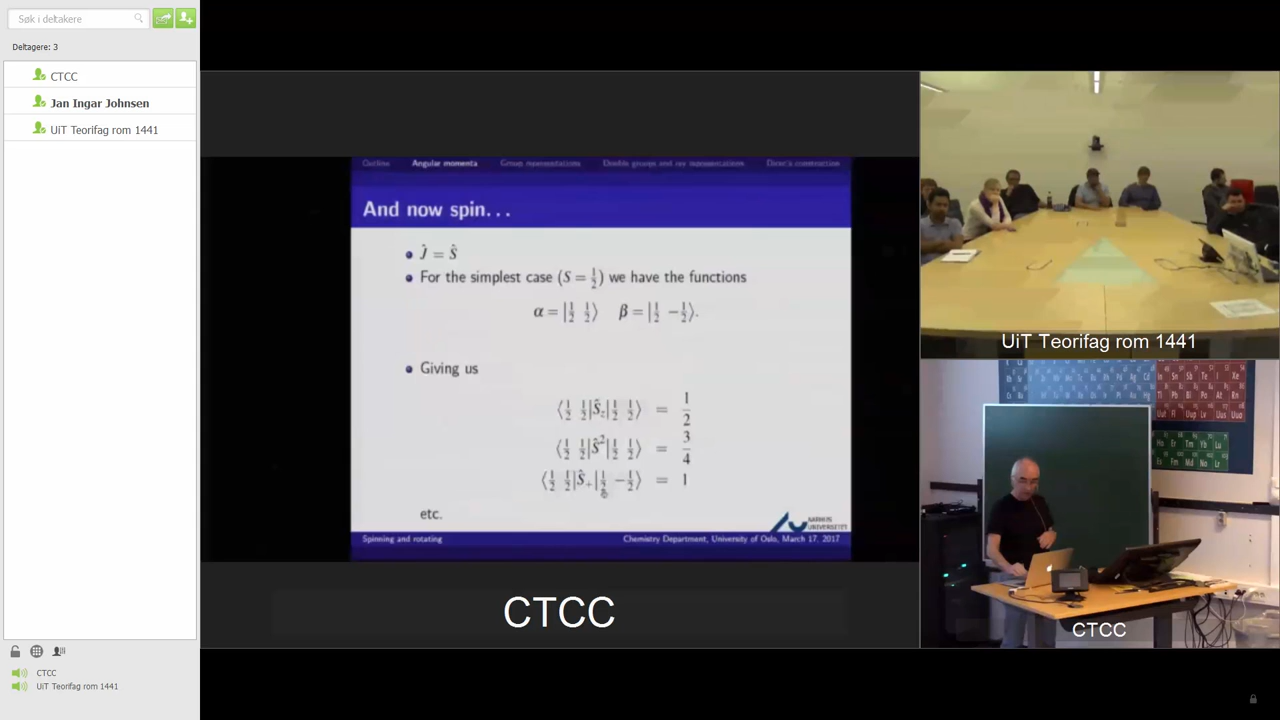 Søk i deltakere
Deltagere: 3
CTCC
Jan Ingar Johnsen
UiT Teorifag rom 1441
CTCC
UiT Teorifag rom 1441
Outline Angular momenta Group representations Double groups and ray representations Dirac's construction
And now spin...
Ĵ = Ŝ
For the simplest case (S = ½) we have the functions
α = |½ ½⟩ β = |½ −½⟩.
Giving us
⟨½ ½|Ŝz|½ ½⟩ = 1/2
⟨½ ½|Ŝ²|½ ½⟩ = 3/4
⟨½ ½|Ŝ₊|½ −½⟩ = 1
etc.
AARHUS
UNIVERSITET
Spinning and rotating Chemistry Department, University of Oslo, March 17, 2017
CTCC
UiT Teorifag rom 1441
CTCC